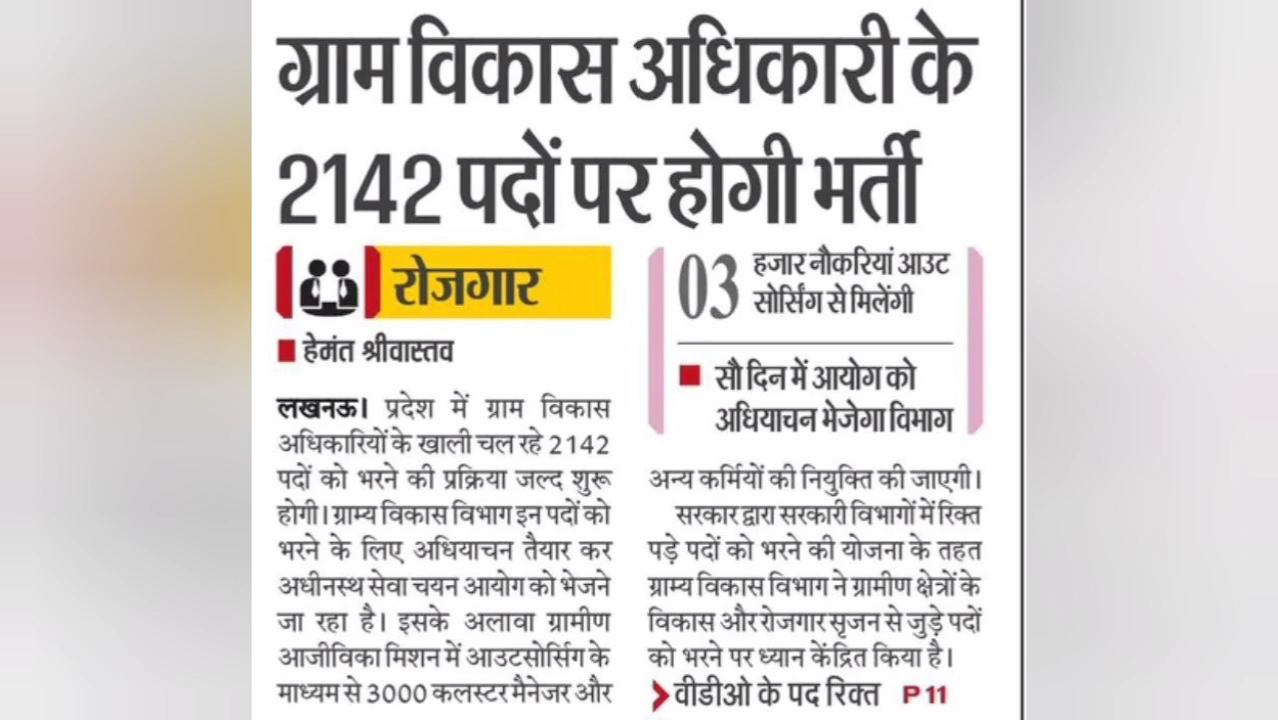 ग्राम विकास अधिकारी के
2142 पदों पर होगी भर्ती
रोजगार
■ हेमंत श्रीवास्तव
लखनऊ। प्रदेश में ग्राम विकास
अधिकारियों के खाली चल रहे 2142
पदों को भरने की प्रक्रिया जल्द शुरू
होगी। ग्राम्य विकास विभाग इन पदों को
भरने के लिए अधियाचन तैयार कर
अधीनस्थ सेवा चयन आयोग को भेजने
जा रहा है। इसके अलावा ग्रामीण
आजीविका मिशन में आउटसोर्सिग के
माध्यम से 3000 कलस्टर मैनेजर और
03 हजार नौकरियां आउट
सोर्सिंग से मिलेंगी
■ सौ दिन में आयोग को
अधियाचन भेजेगा विभाग
अन्य कर्मियों की नियुक्ति की जाएगी।
सरकार द्वारा सरकारी विभागों में रिक्त
पड़े पदों को भरने की योजना के तहत
ग्राम्य विकास विभाग ने ग्रामीण क्षेत्रों के
विकास और रोजगार सृजन से जुड़े पदों
को भरने पर ध्यान केंद्रित किया है।
वीडीओ के पद रिक्त P 11